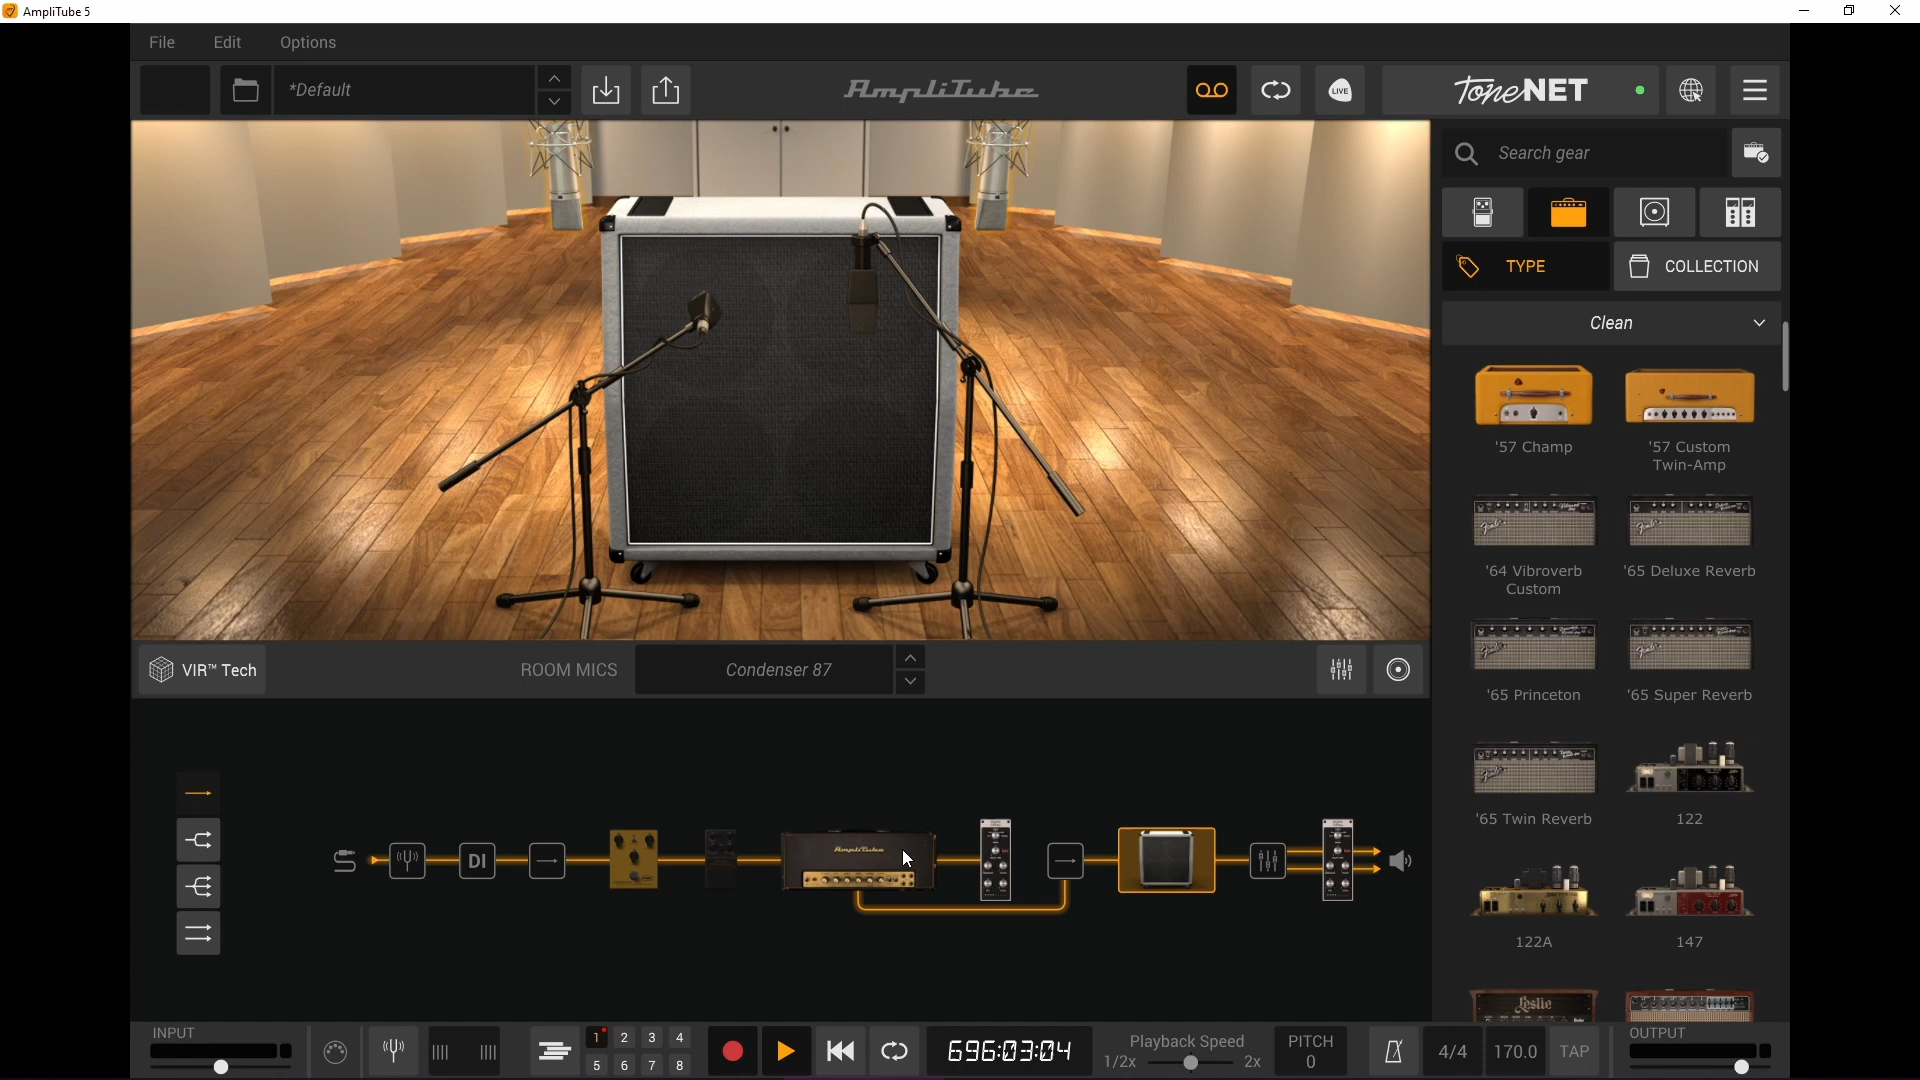 AmpliTube 5
File Edit Options
*Default
AmpliTube
LIVE
ToneNET
Search gear
TYPE
COLLECTION
Clean
'57 Champ
'57 Custom
Twin-Amp
'64 Vibroverb
Custom
'65 Deluxe Reverb
'65 Princeton
'65 Super Reverb
'65 Twin Reverb
122
122A
147
Leslie
VIR™ Tech
ROOM MICS
Condenser 87
DI
AmpliTube
INPUT
1 2 3 4
5 6 7 8
696:03:04
Playback Speed
1/2x 2x
PITCH
0
4/4
170.0
TAP
OUTPUT